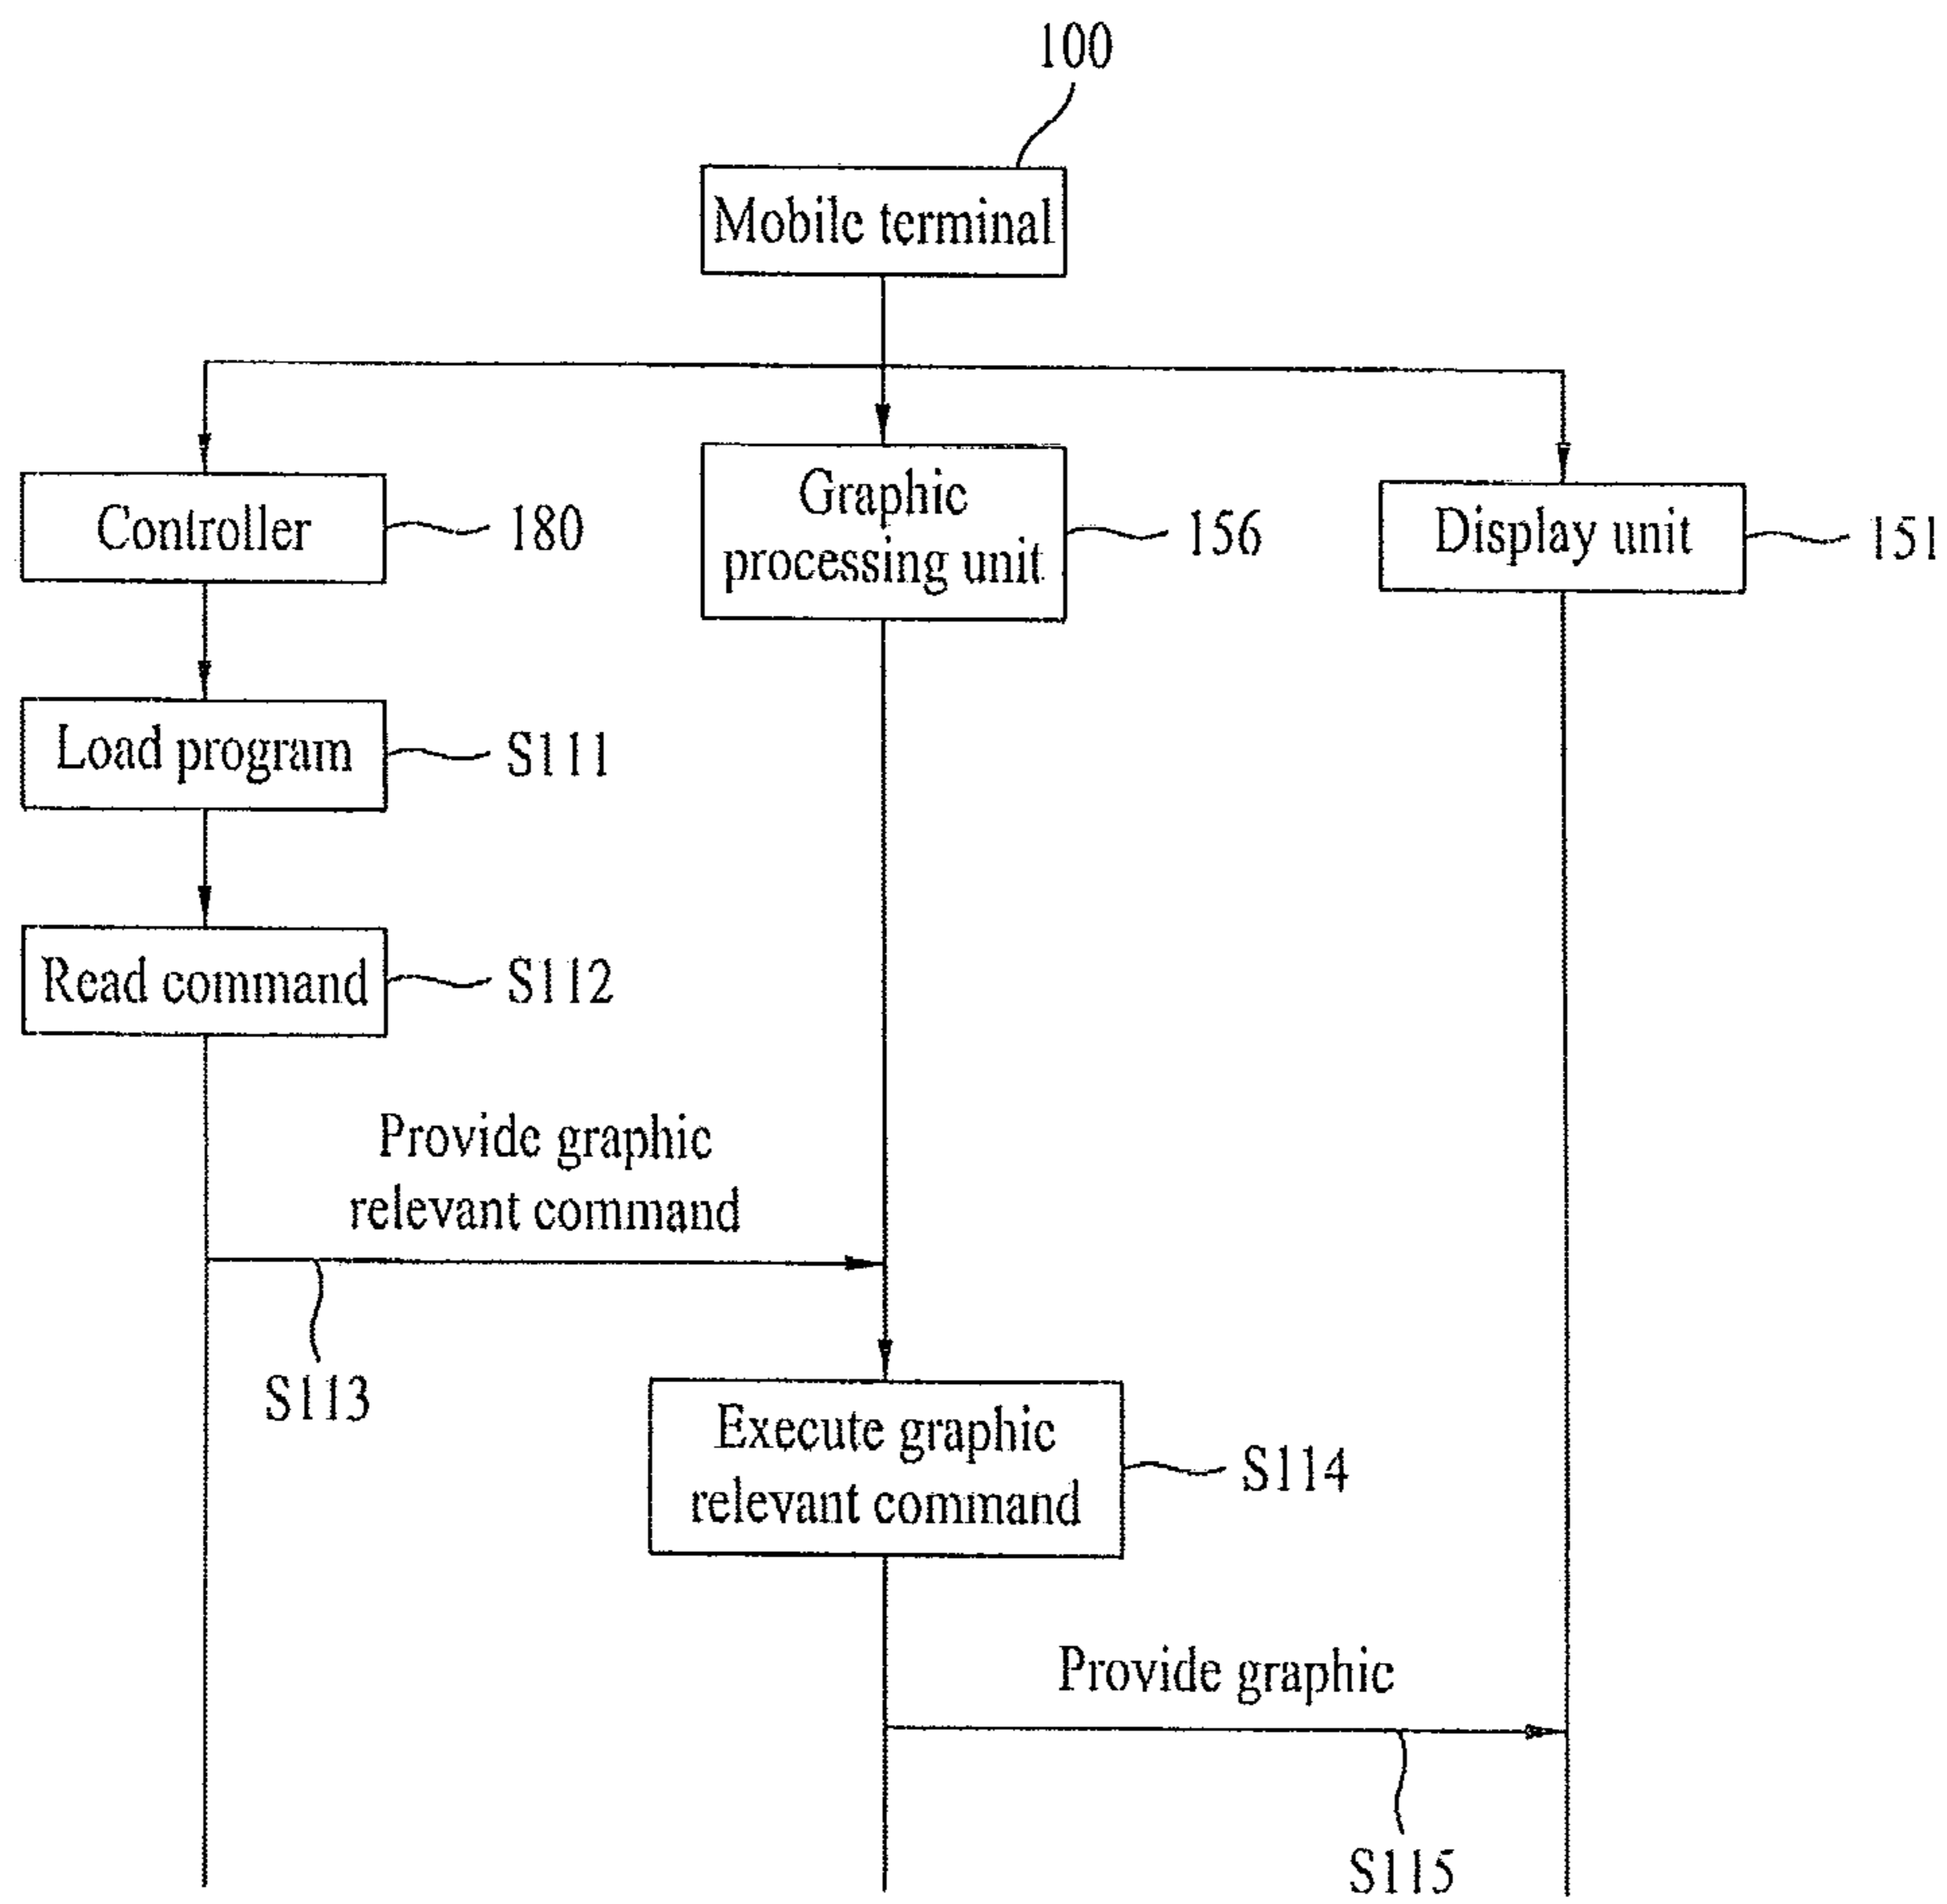 100
Mobile terminal
Controller
180
Graphic
processing unit
156
Display unit
151
Load program
S111
Read command
S112
Provide graphic
relevant command
S113
Execute graphic
relevant command
S114
Provide graphic
S115